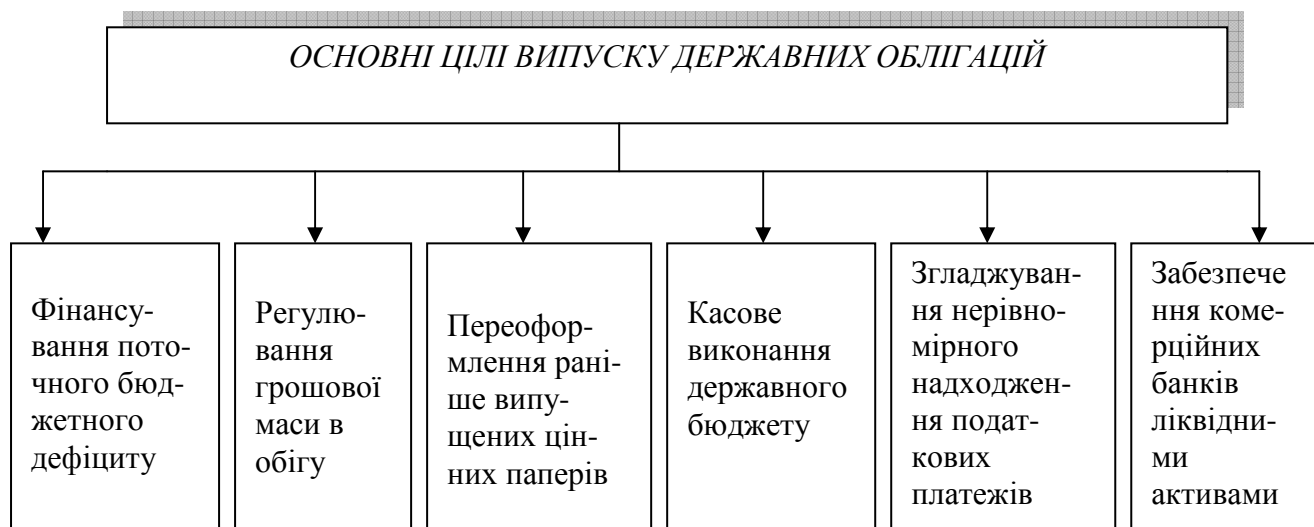 ОСНОВНІ ЦІЛІ ВИПУСКУ ДЕРЖАВНИХ ОБЛІГАЦІЙ
Фінансу-
вання пото-
чного бюд-
жетного
дефіциту
Регулю-
вання
грошової
маси в
обігу
Переофор-
млення рані-
ше випу-
щених цін-
них паперів
Касове
виконання
державного
бюджету
Згладжуван-
ня нерівно-
мірного
надходжен-
ня подат-
кових
платежів
Забезпече
ння коме-
рційних
банків
ліквідни-
ми
активами